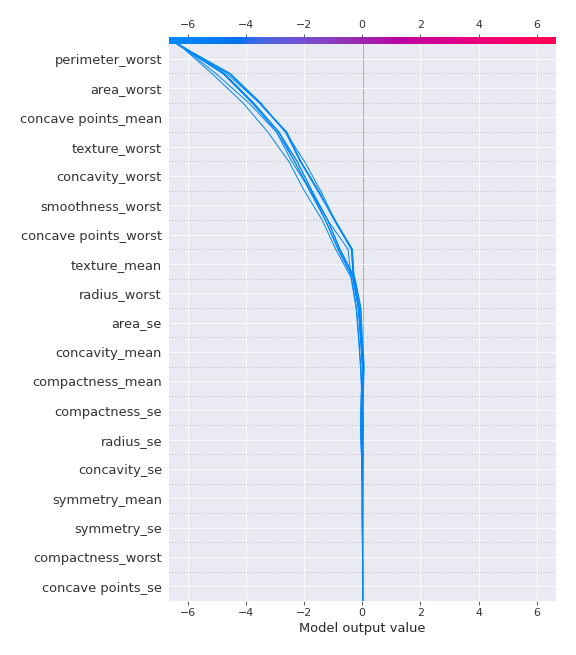 −6 −4 −2 0 2 4 6
perimeter_worst
area_worst
concave points_mean
texture_worst
concavity_worst
smoothness_worst
concave points_worst
texture_mean
radius_worst
area_se
concavity_mean
compactness_mean
compactness_se
radius_se
concavity_se
symmetry_mean
symmetry_se
compactness_worst
concave points_se
−6 −4 −2 0 2 4 6
Model output value